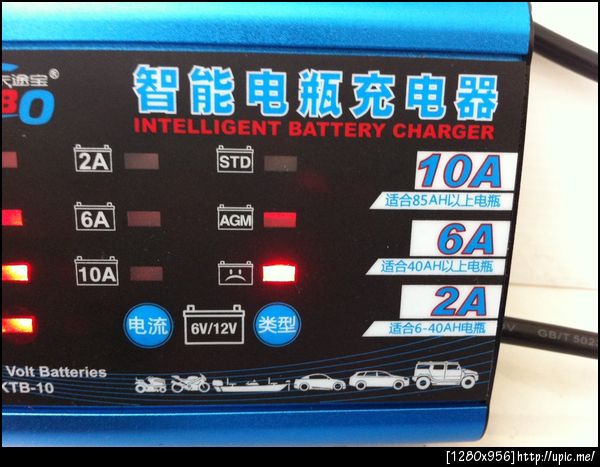 途宝®
BO
智能电瓶充电器
INTELLIGENT BATTERY CHARGER
2A
STD
10A
适合85AH以上电瓶
6A
AGM
6A
适合40AH以上电瓶
10A
2A
适合6-40AH电瓶
电流
6V/12V
类型
GB/T 502
Volt Batteries
KTB-10
[1280x956]http://upic.me/